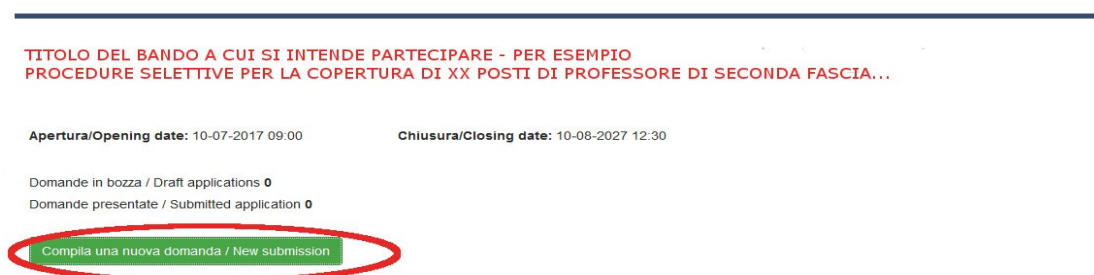 TITOLO DEL BANDO A CUI SI INTENDE PARTECIPARE - PER ESEMPIO
PROCEDURE SELETTIVE PER LA COPERTURA DI XX POSTI DI PROFESSORE DI SECONDA FASCIA...
Apertura/Opening date: 10-07-2017 09:00 Chiusura/Closing date: 10-08-2027 12:30
Domande in bozza / Draft applications 0
Domande presentate / Submitted application 0
Compila una nuova domanda / New submission